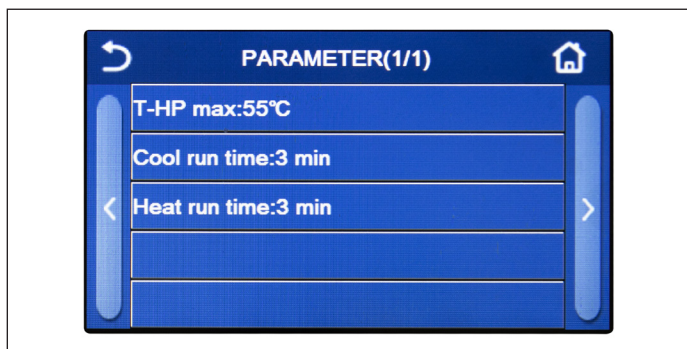 PARAMETER(1/1)
T-HP max:55℃
Cool run time:3 min
Heat run time:3 min